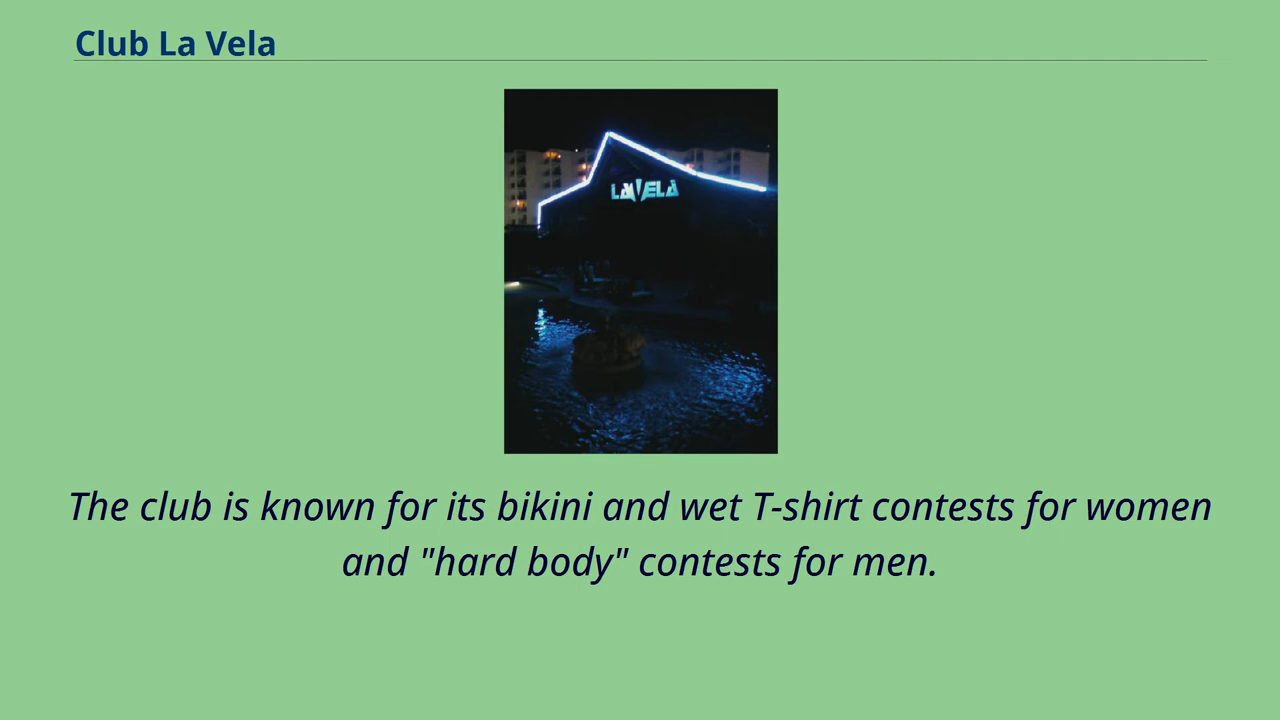 Club La Vela
LAVELA
The club is known for its bikini and wet T-shirt contests for women
and "hard body" contests for men.